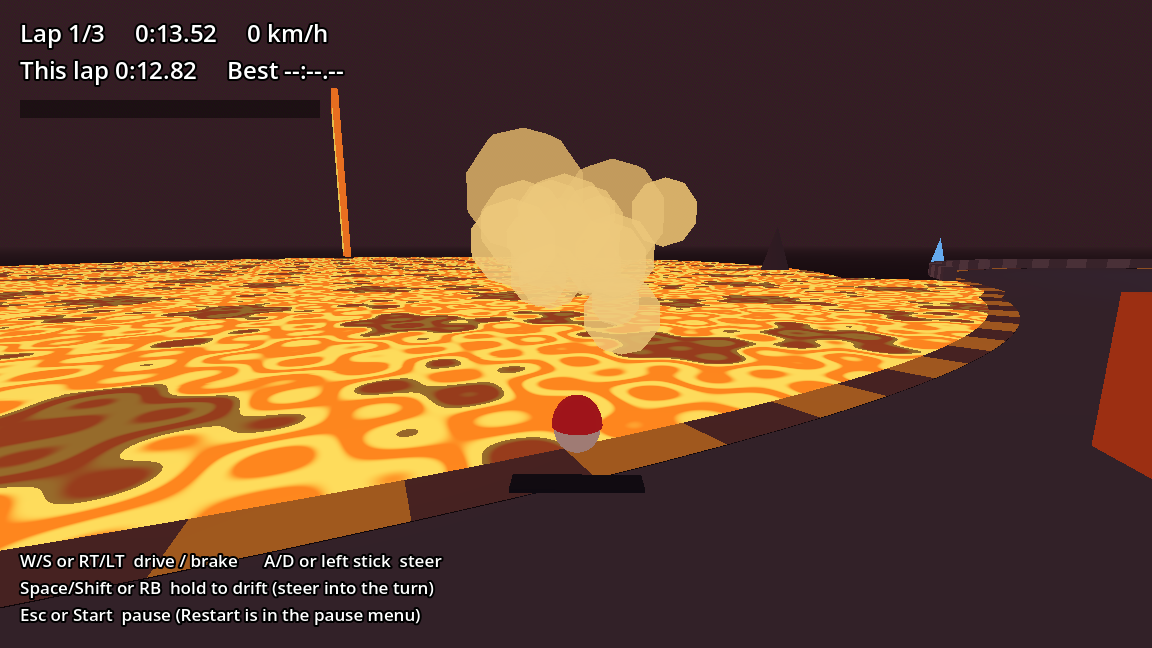 Lap 1/3 0:13.52 0 km/h
This lap 0:12.82 Best --:--.--
W/S or RT/LT drive / brake A/D or left stick steer
Space/Shift or RB hold to drift (steer into the turn)
Esc or Start pause (Restart is in the pause menu)